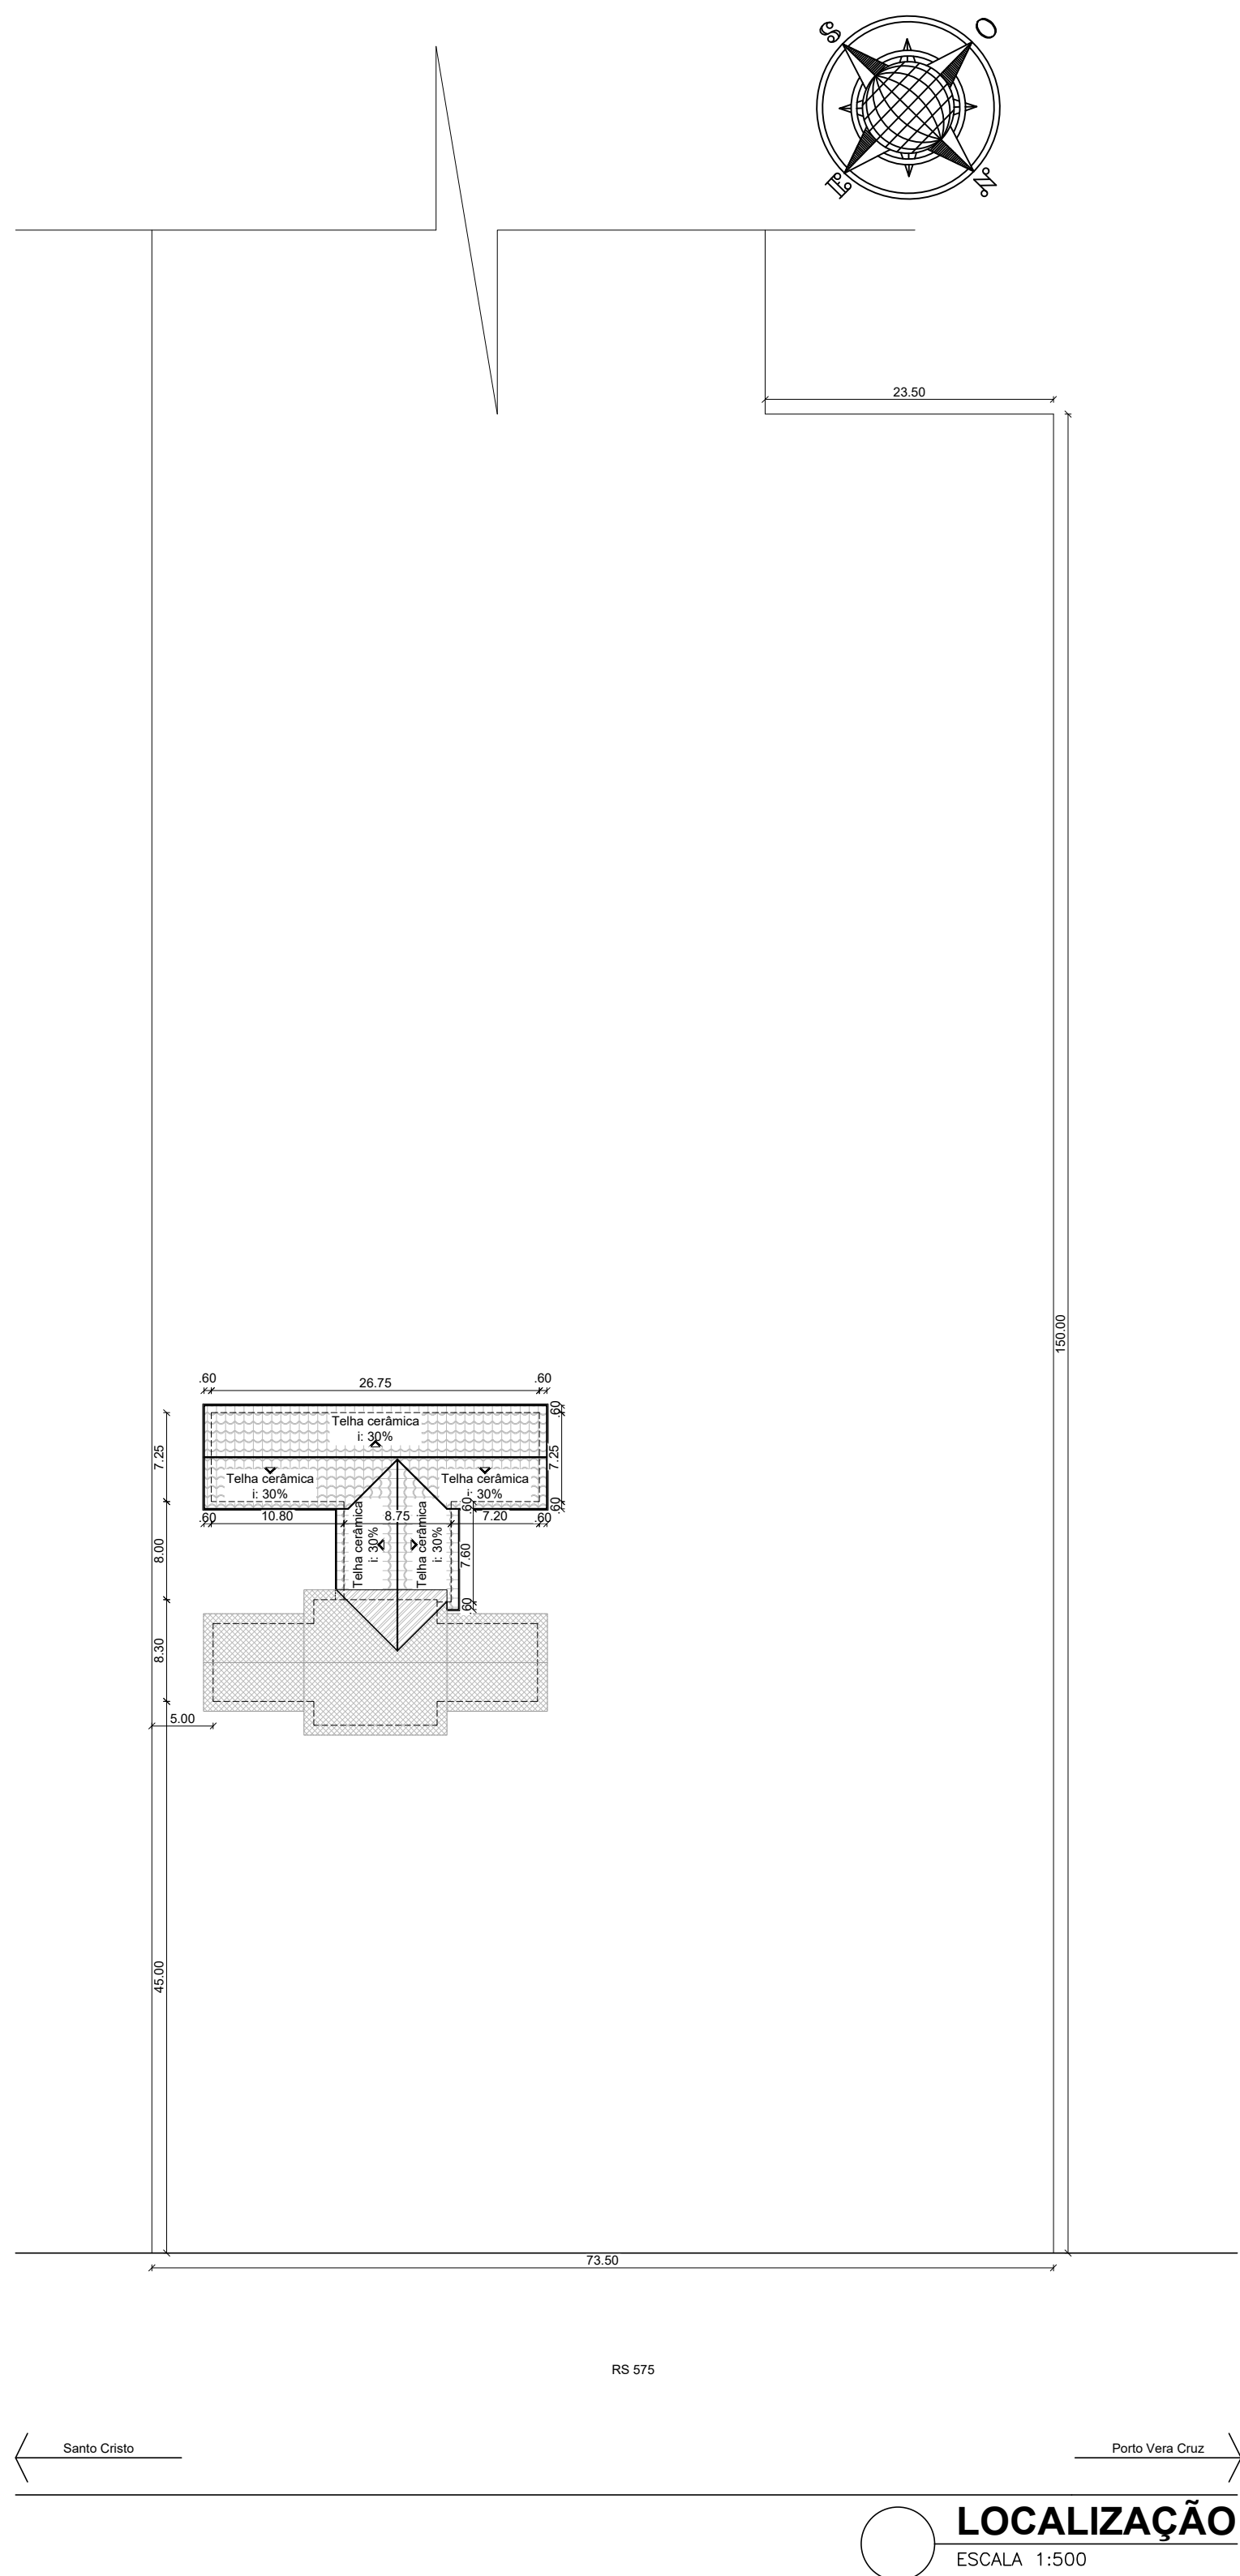 S
O
E
N
23.50
150.00
.60
26.75
.60
.60
7.25
7.25
.60
Telha cerâmica
i: 30%
Telha cerâmica
i: 30%
Telha cerâmica
i: 30%
.60
10.80
8.75
7.20
.60
.60
7.60
.60
Telha cerâmica
i: 30%
Telha cerâmica
i: 30%
8.00
8.30
5.00
45.00
73.50
RS 575
Santo Cristo
Porto Vera Cruz
LOCALIZAÇÃO
ESCALA 1:500